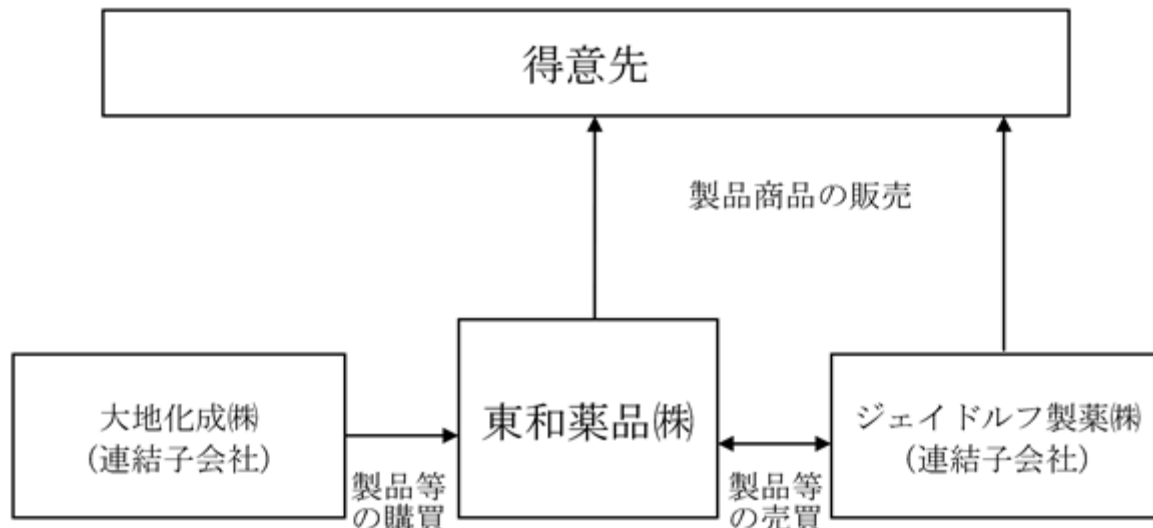 得意先
製品商品の販売
大地化成㈱
(連結子会社)
東和薬品㈱
ジェイドルフ製薬㈱
(連結子会社)
製品等
の購買
製品等
の売買